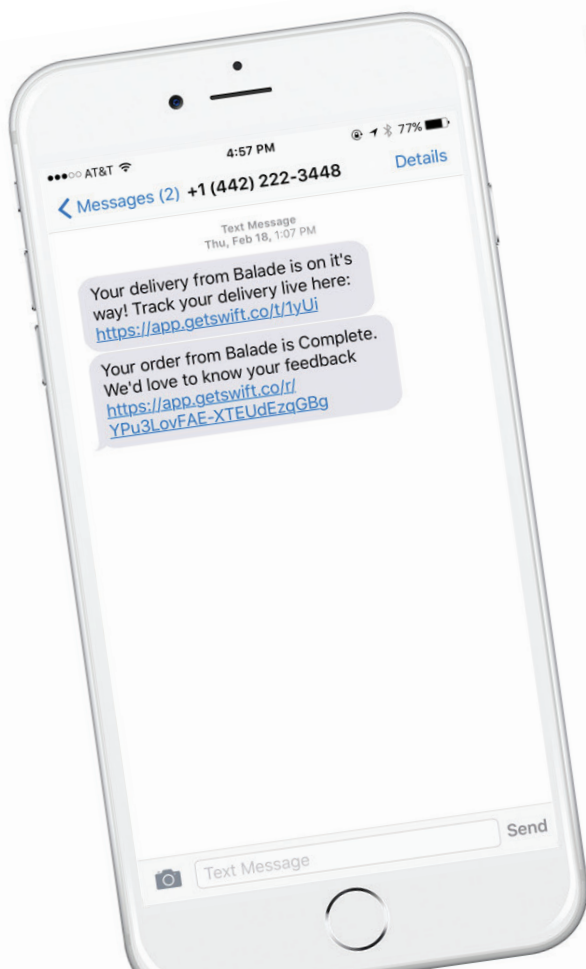 ●●●○○ AT&T 4:57 PM 77%
Messages (2) +1 (442) 222-3448 Details
Text Message
Thu, Feb 18, 1:07 PM
Your delivery from Balade is on it's
way! Track your delivery live here:
https://app.getswift.co/t/1yUi
Your order from Balade is Complete.
We'd love to know your feedback
https://app.getswift.co/r/
YPu3LovFAE-XTEUdEzqGBg
Text Message Send